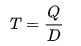 T = Q/D